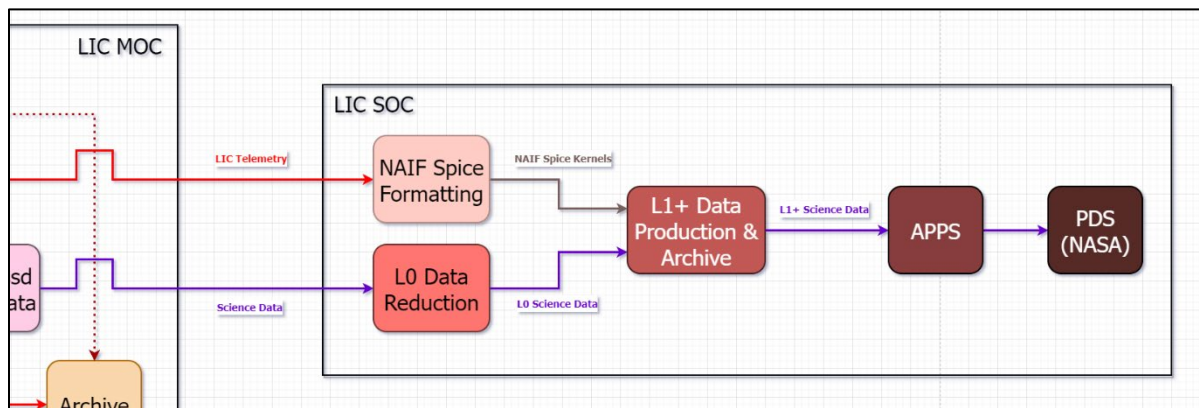 LIC MOC
LIC SOC
LIC Telemetry
NAIF Spice
Formatting
NAIF Spice Kernels
L1+ Data
Production &
Archive
L1+ Science Data
APPS
PDS
(NASA)
L0 Data
Reduction
Science Data
L0 Science Data
Archive